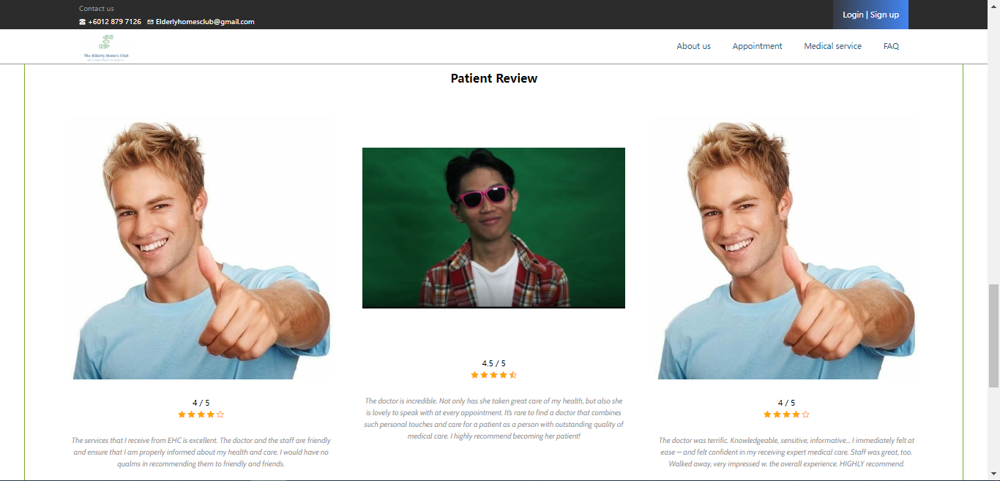 Contact us
+6012 879 7126 Elderlyhomesclub@gmail.com
Login | Sign up
The Elderly Home's Club
About us Appointment Medical service FAQ
Patient Review
4 / 5
The services that I receive from EHC is excellent. The doctor and the staff are friendly
and ensure that I am properly informed about my health and care. I would have no
qualms in recommending them to friendly and friends.
4.5 / 5
The doctor is incredible. Not only has she taken great care of my health, but also she
is lovely to speak with at every appointment. It's rare to find a doctor that combines
such personal touches and care for a patient as a person with outstanding quality of
medical care. I highly recommend becoming her patient!
4 / 5
The doctor was terrific. Knowledgeable, sensitive, informative... I immediately felt at
ease – and felt confident in my receiving expert medical care. Staff was great, too.
Walked away, very impressed w. the overall experience. HIGHLY recommend.